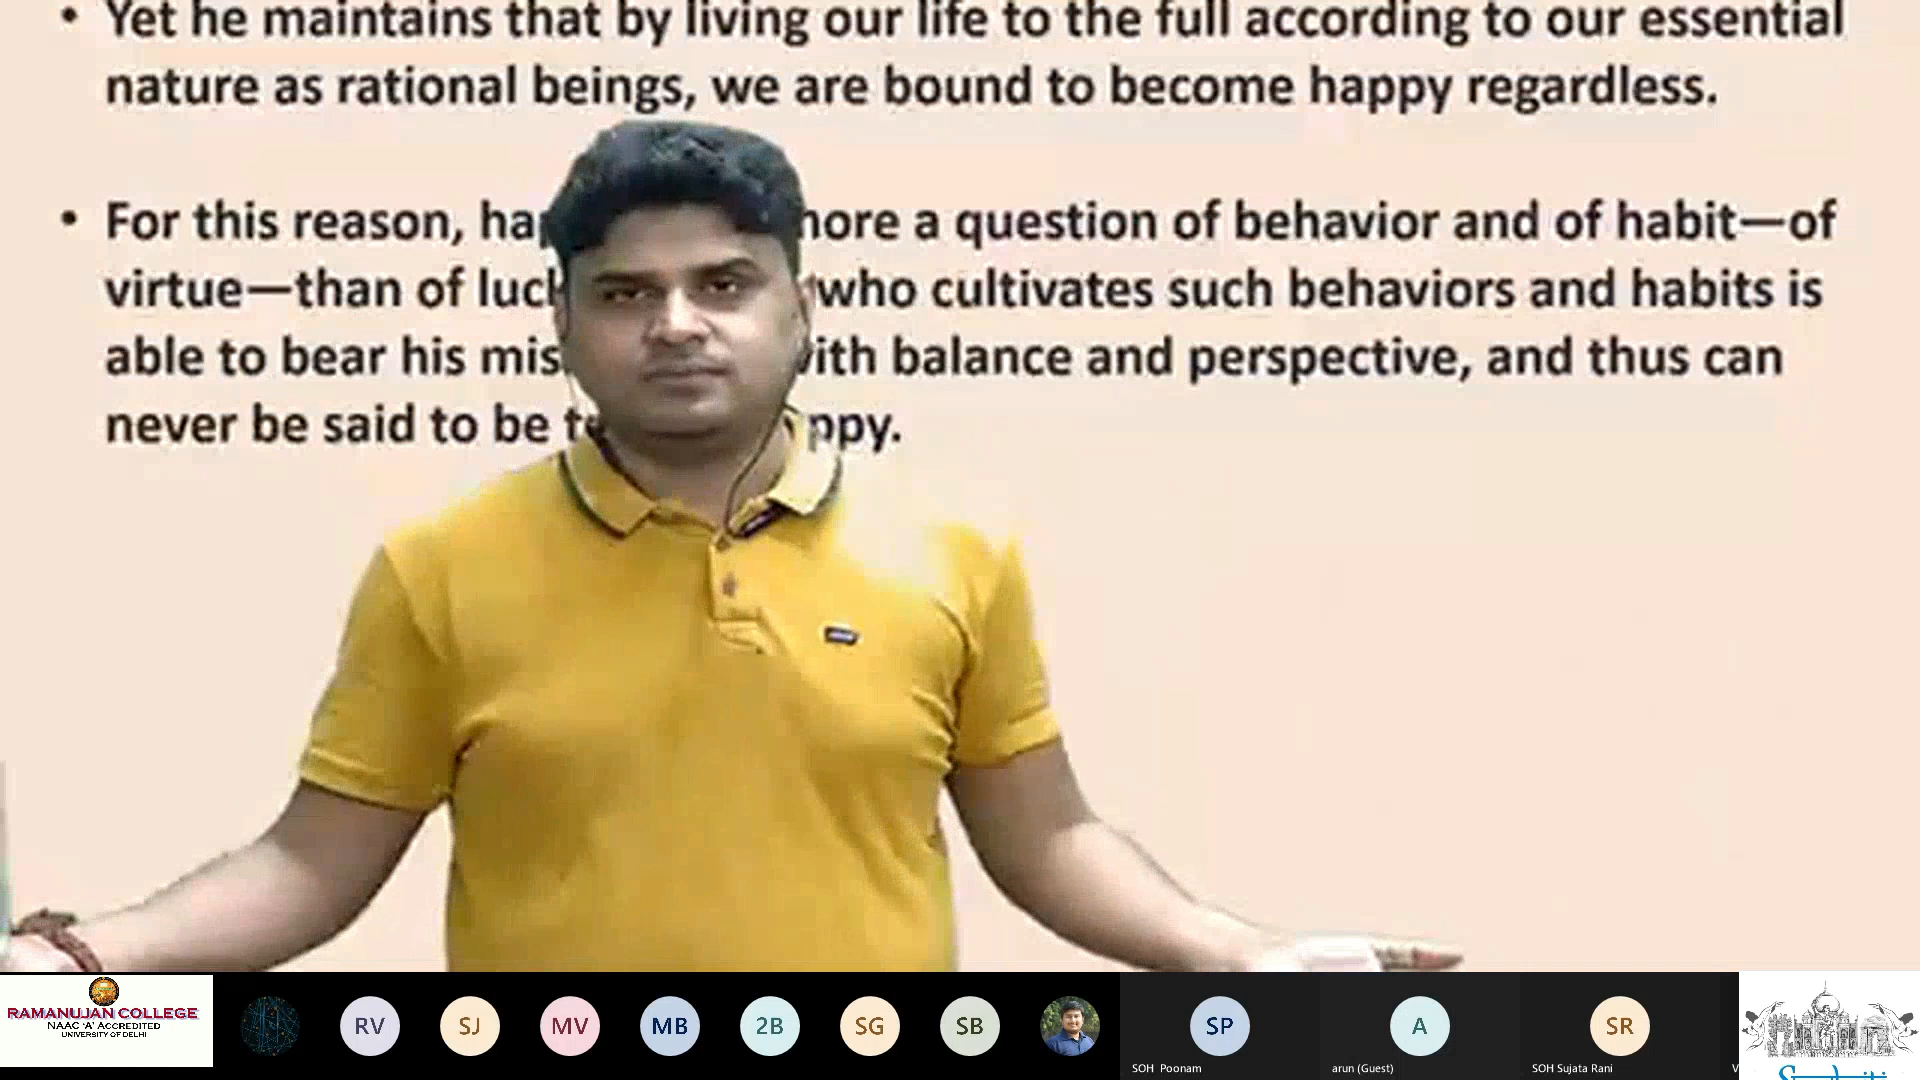 • Yet he maintains that by living our life to the full according to our essential
nature as rational beings, we are bound to become happy regardless.
• For this reason, more a question of behavior and of habit—of
virtue—than of luck who cultivates such behaviors and habits is
able to bear his with balance and perspective, and thus can
never be said to be
RAMANUJAN COLLEGE
NAAC 'A' ACCREDITED
UNIVERSITY OF DELHI
RV SJ MV MB 2B SG SB SP A SR
SOH Poonam arun (Guest) SOH Sujata Rani V